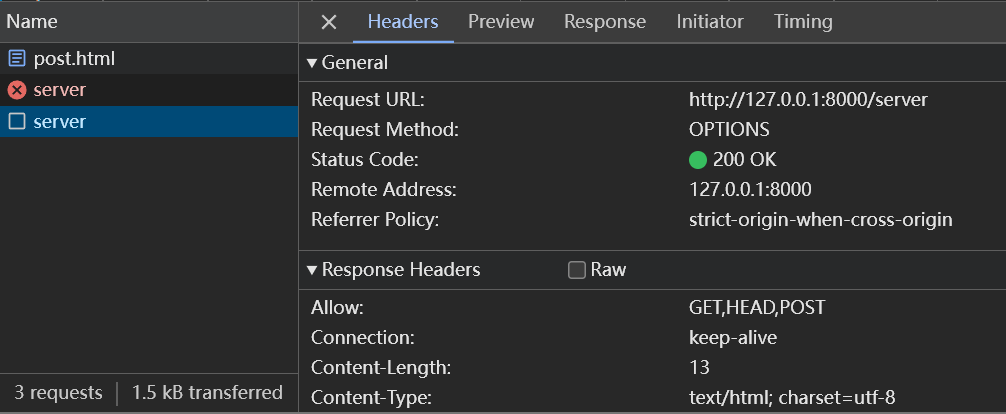 Name
Headers Preview Response Initiator Timing
post.html
server
server
General
Request URL: http://127.0.0.1:8000/server
Request Method: OPTIONS
Status Code: 200 OK
Remote Address: 127.0.0.1:8000
Referrer Policy: strict-origin-when-cross-origin
Response Headers Raw
Allow: GET,HEAD,POST
Connection: keep-alive
Content-Length: 13
Content-Type: text/html; charset=utf-8
3 requests 1.5 kB transferred